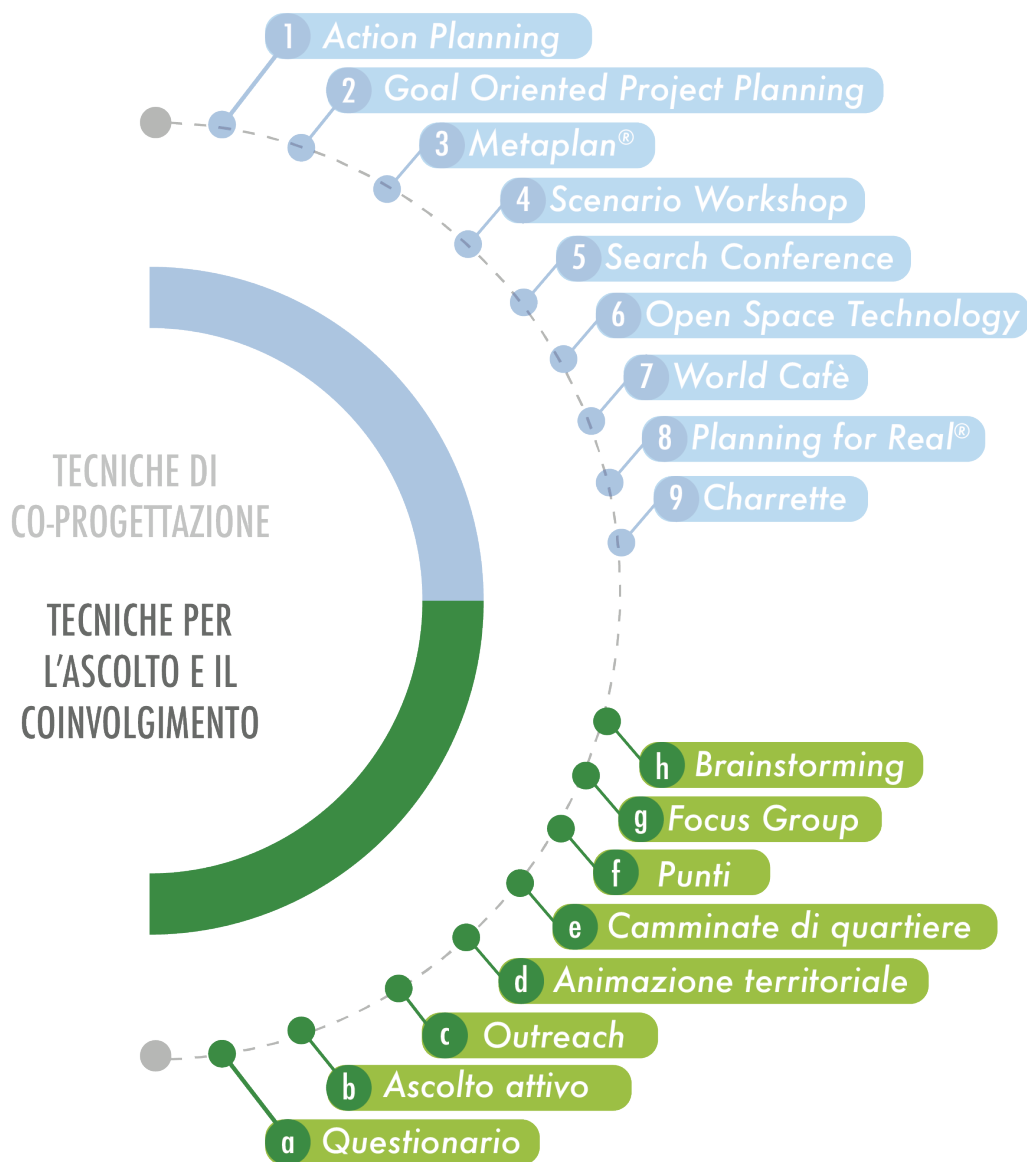 1 Action Planning
2 Goal Oriented Project Planning
3 Metaplan®
4 Scenario Workshop
5 Search Conference
6 Open Space Technology
7 World Cafè
8 Planning for Real®
9 Charrette
TECNICHE DI
CO-PROGETTAZIONE
TECNICHE PER
L'ASCOLTO E IL
COINVOLGIMENTO
h Brainstorming
g Focus Group
f Punti
e Camminate di quartiere
d Animazione territoriale
c Outreach
b Ascolto attivo
a Questionario